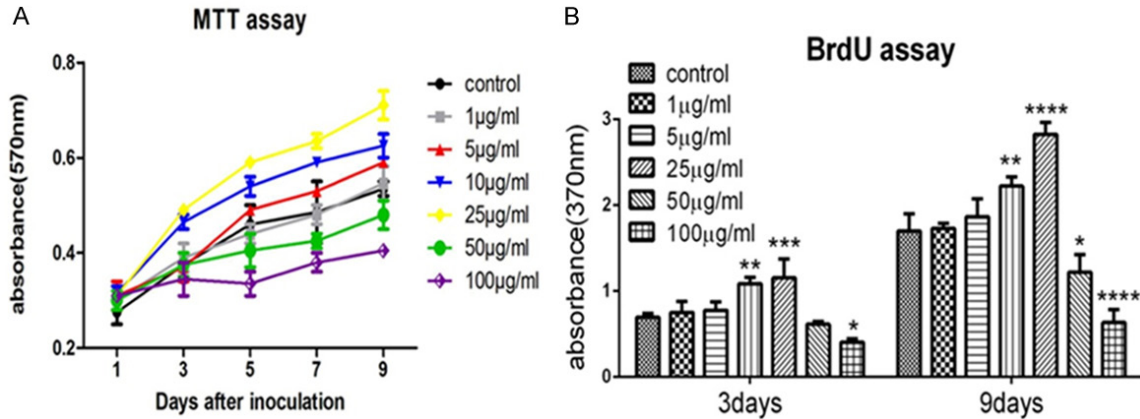 A
MTT assay
absorbance(570nm)
0.8
0.6
0.4
0.2
1 3 5 7 9
Days after inoculation
control
1µg/ml
5µg/ml
10µg/ml
25µg/ml
50µg/ml
100µg/ml
B
BrdU assay
control
1µg/ml
5µg/ml
25µg/ml
50µg/ml
100µg/ml
absorbance(370nm)
3
2
1
0
** *** *
** **** * ****
3days 9days